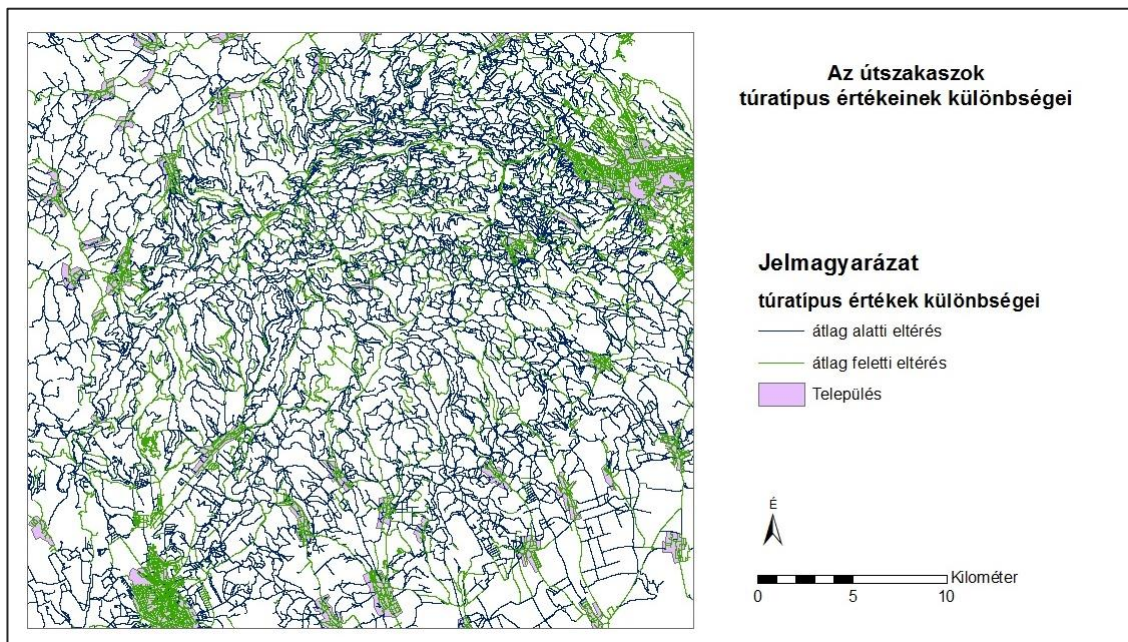 Az útszakaszok
túratípus értékeinek különbségei
Jelmagyarázat
túratípus értékek különbségei
átlag alatti eltérés
átlag feletti eltérés
Település
É
Kilométer
0 5 10